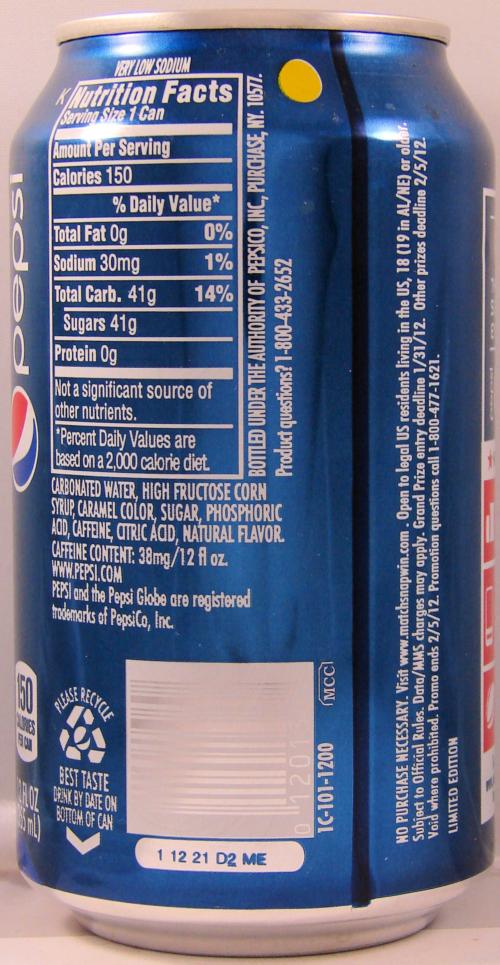 VERY LOW SODIUM
K
Nutrition Facts
Serving Size 1 Can
Amount Per Serving
Calories 150
% Daily Value*
Total Fat 0g 0%
Sodium 30mg 1%
Total Carb. 41g 14%
Sugars 41g
Protein 0g
Not a significant source of
other nutrients.
*Percent Daily Values are
based on a 2,000 calorie diet.
BOTTLED UNDER THE AUTHORITY OF PEPSICO, INC., PURCHASE, NY. 10577.
Product questions? 1-800-433-2652
CARBONATED WATER, HIGH FRUCTOSE CORN
SYRUP, CARAMEL COLOR, SUGAR, PHOSPHORIC
ACID, CAFFEINE, CITRIC ACID, NATURAL FLAVOR.
CAFFEINE CONTENT: 38mg/12 fl oz.
WWW.PEPSI.COM
PEPSI and the Pepsi Globe are registered
trademarks of PepsiCo, Inc.
pepsi
150
CALORIES
PER CAN
FL OZ
mL)
PLEASE RECYCLE
BEST TASTE
DRINK BY DATE ON
BOTTOM OF CAN
MCC
1C-101-1200
0 1201
1 12 21 D2 ME
NO PURCHASE NECESSARY. Visit www.matchsnapwin.com . Open to legal US residents living in the US, 18 (19 in AL/NE) or older.
Subject to Official Rules. Data/MMS charges may apply. Grand Prize entry deadline 1/31/12. Other prizes deadline 2/5/12.
Void where prohibited. Promo ends 2/5/12. Promotion questions call 1-800-477-1621.
LIMITED EDITION